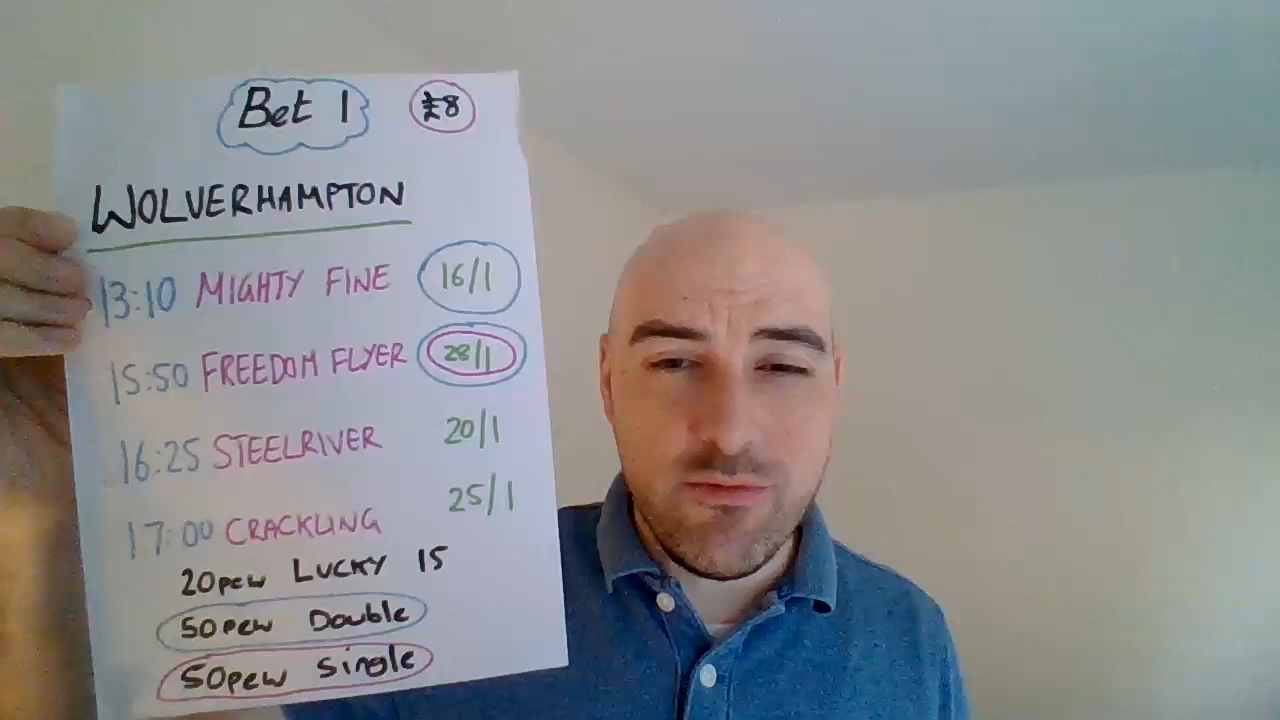 Bet 1 £8
WOLVERHAMPTON
13:10 MIGHTY FINE 16/1
15:50 FREEDOM FLYER 28/1
16:25 STEELRIVER 20/1
17:00 CRACKLING 25/1
20pew LUCKY 15
50pew Double
50pew Single